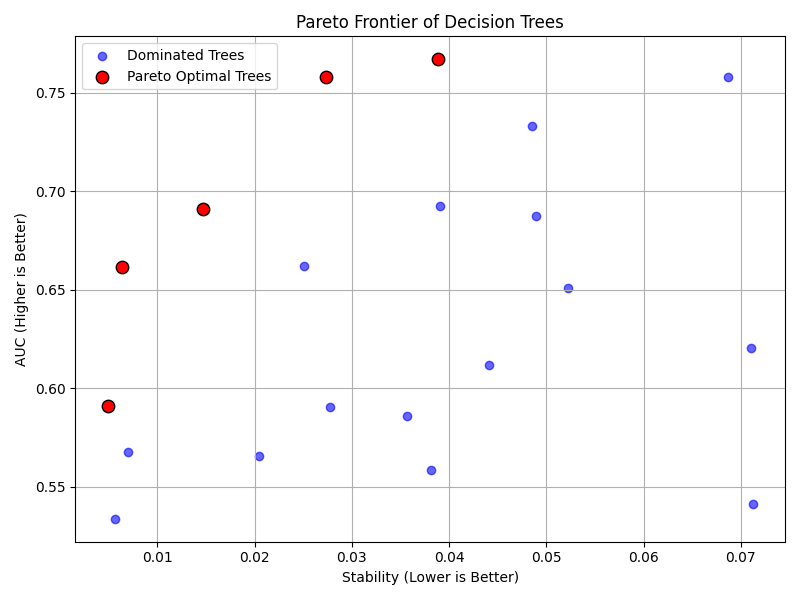 Pareto Frontier of Decision Trees
Dominated Trees
Pareto Optimal Trees
AUC (Higher is Better)
0.75
0.70
0.65
0.60
0.55
0.01 0.02 0.03 0.04 0.05 0.06 0.07
Stability (Lower is Better)